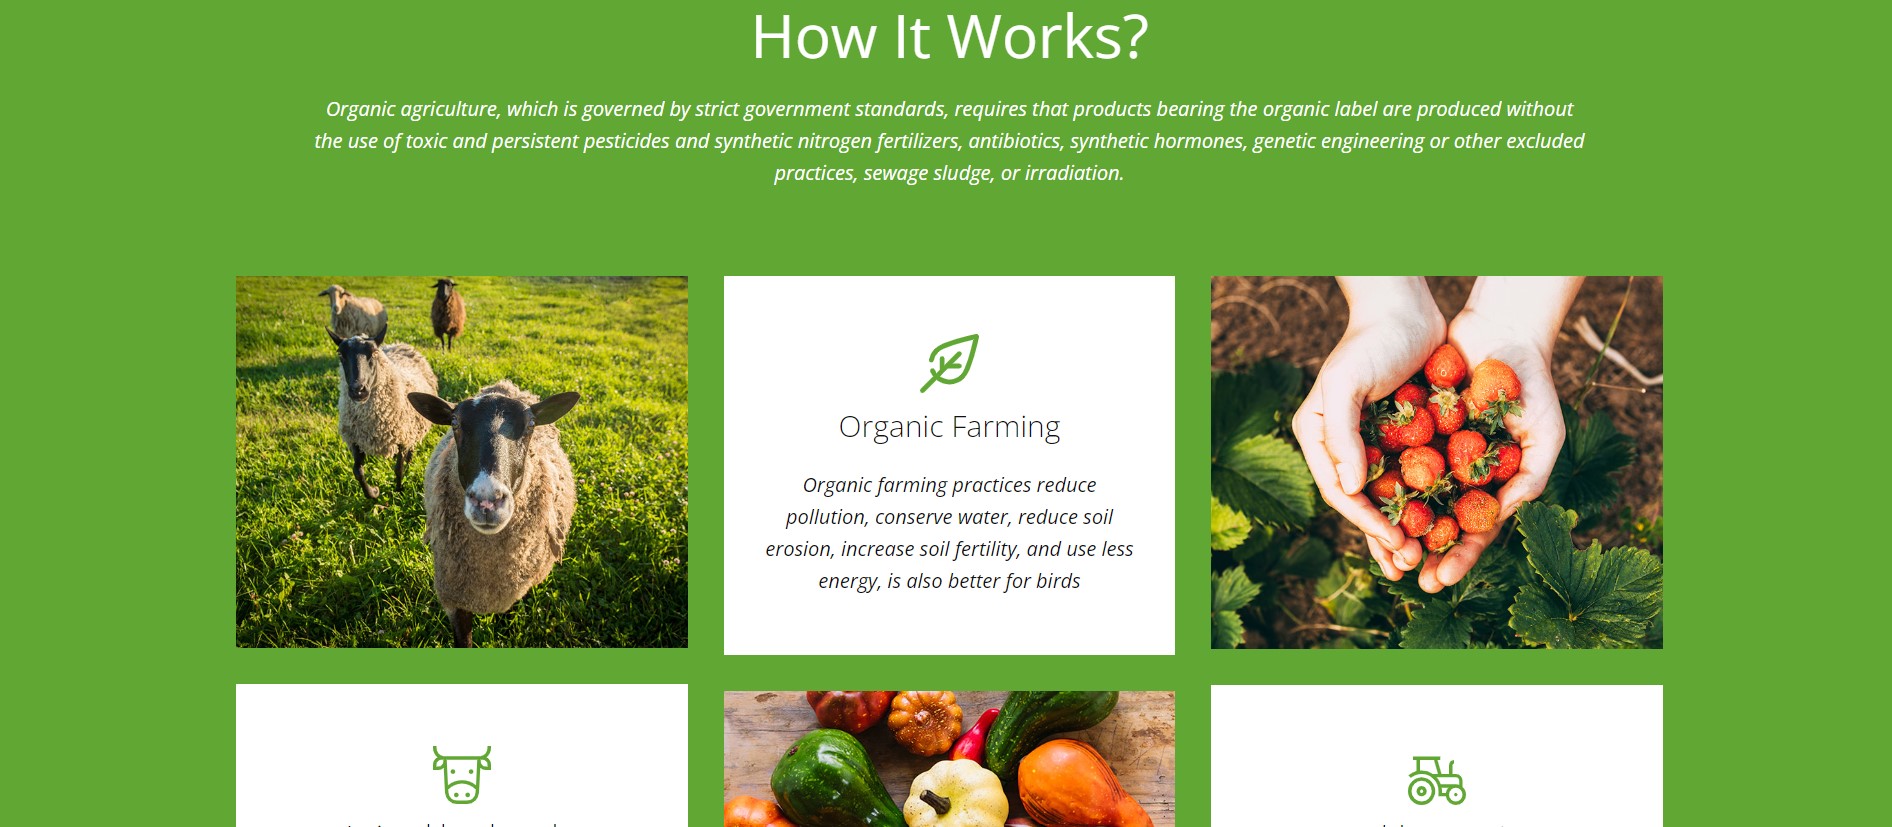 How It Works?
Organic agriculture, which is governed by strict government standards, requires that products bearing the organic label are produced without
the use of toxic and persistent pesticides and synthetic nitrogen fertilizers, antibiotics, synthetic hormones, genetic engineering or other excluded
practices, sewage sludge, or irradiation.
Organic Farming
Organic farming practices reduce
pollution, conserve water, reduce soil
erosion, increase soil fertility, and use less
energy, is also better for birds